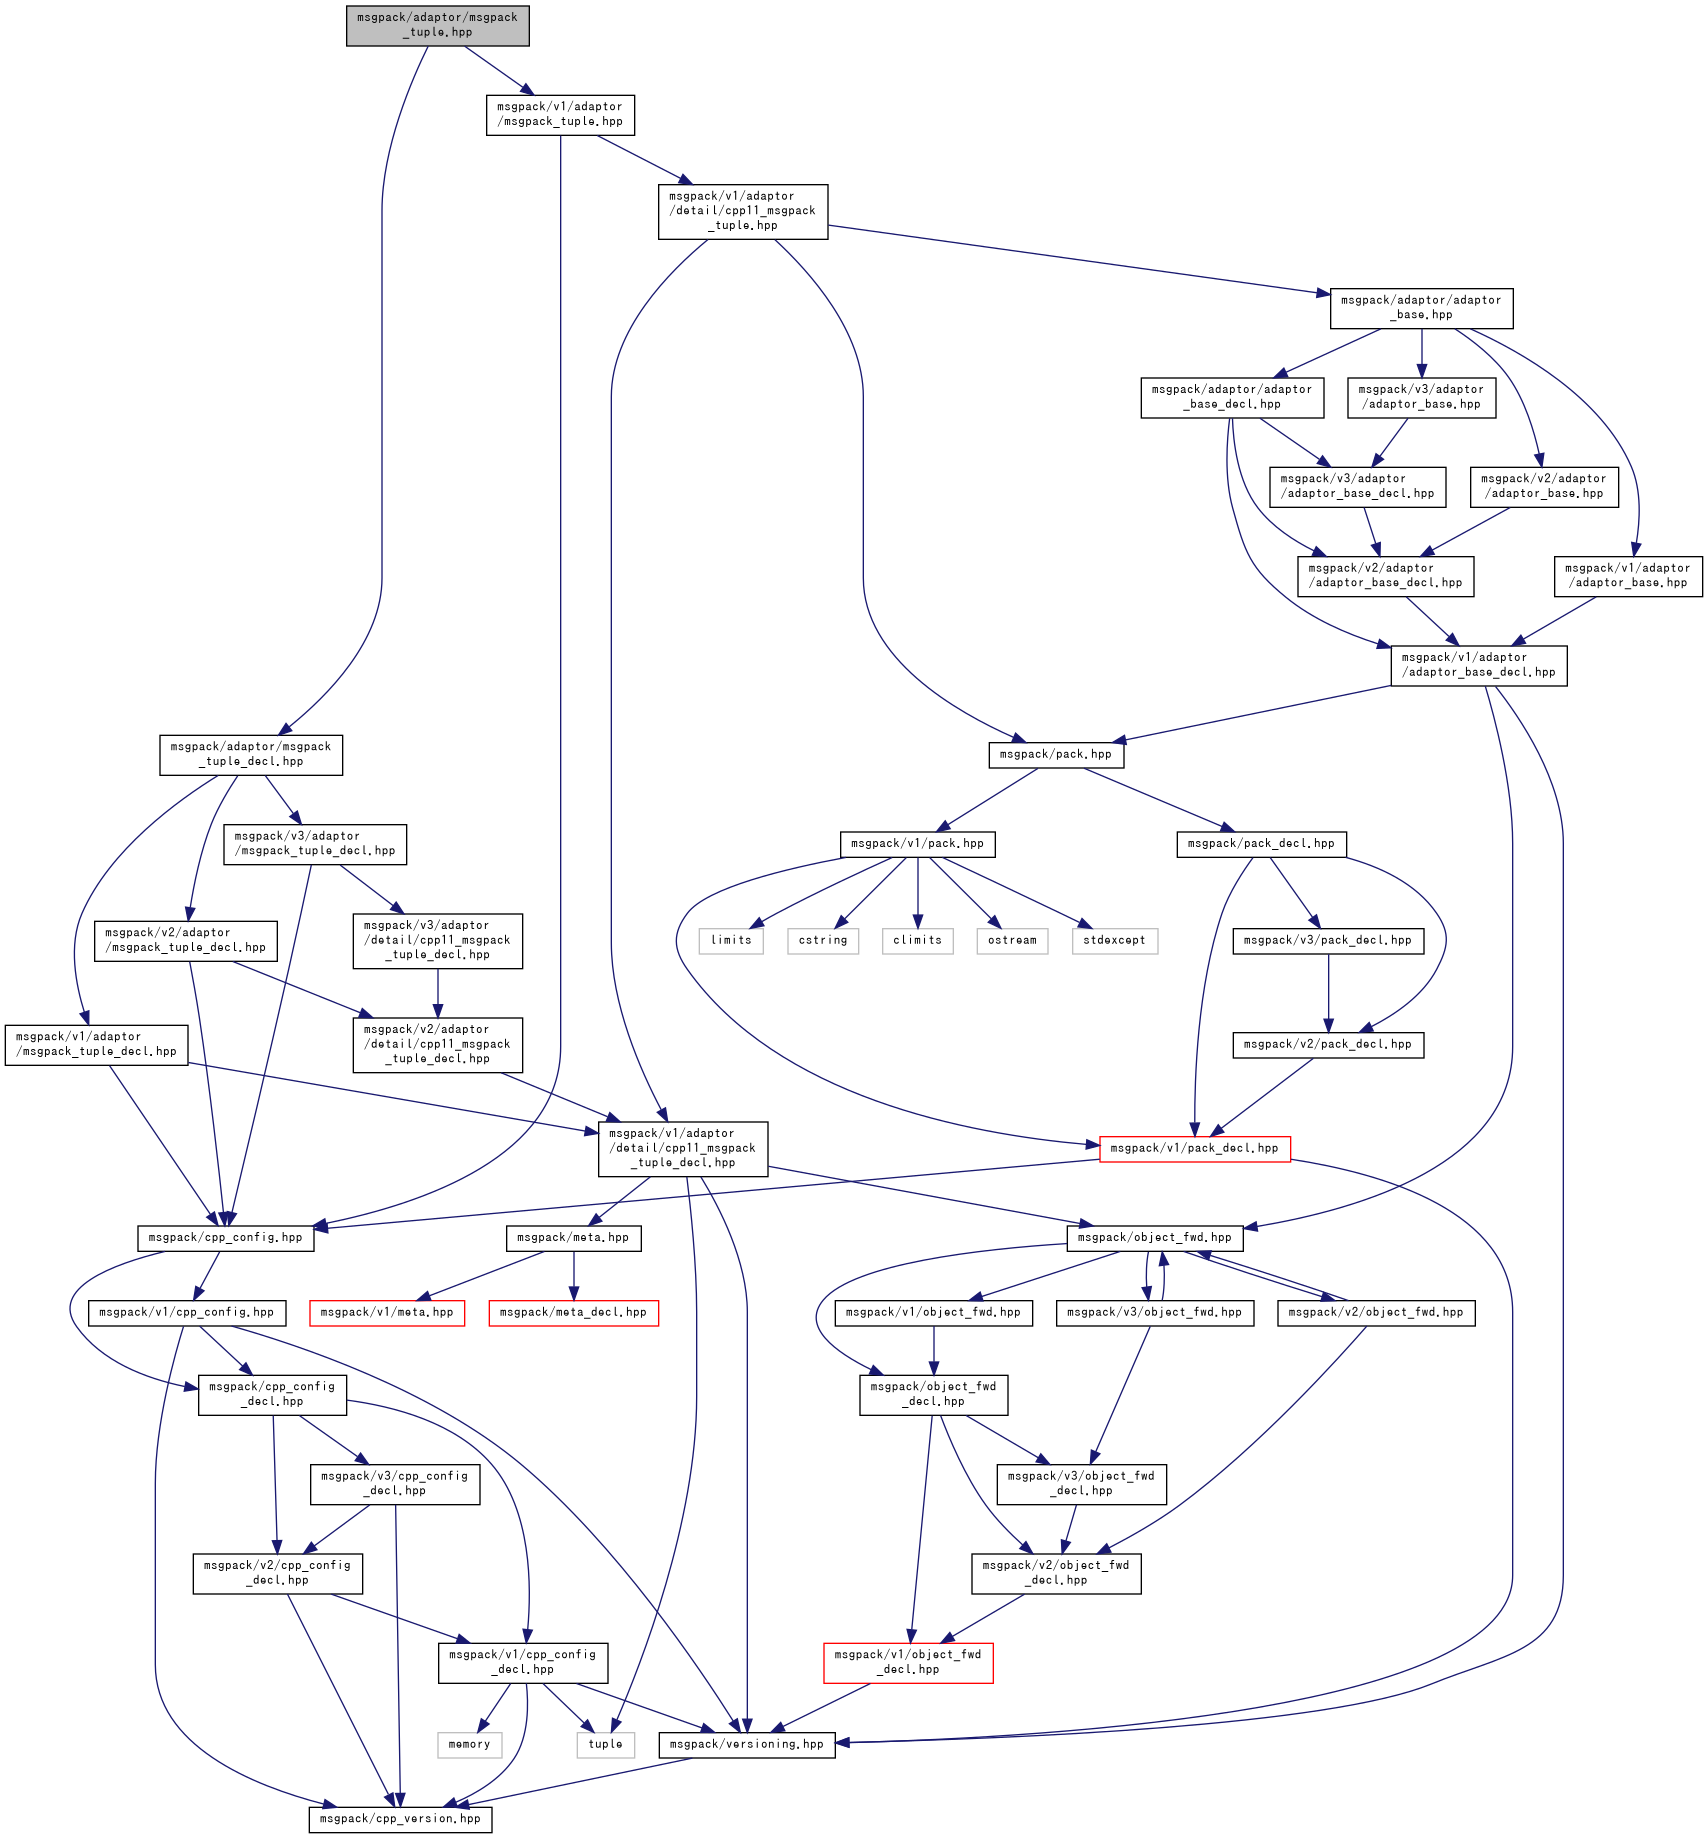 msgpack/adaptor/msgpack
_tuple.hpp
msgpack/v1/adaptor
/msgpack_tuple.hpp
msgpack/v1/adaptor
/detail/cpp11_msgpack
_tuple.hpp
msgpack/adaptor/adaptor
_base.hpp
msgpack/adaptor/adaptor
_base_decl.hpp
msgpack/v3/adaptor
/adaptor_base.hpp
msgpack/v3/adaptor
/adaptor_base_decl.hpp
msgpack/v2/adaptor
/adaptor_base.hpp
msgpack/v2/adaptor
/adaptor_base_decl.hpp
msgpack/v1/adaptor
/adaptor_base.hpp
msgpack/v1/adaptor
/adaptor_base_decl.hpp
msgpack/adaptor/msgpack
_tuple_decl.hpp
msgpack/pack.hpp
msgpack/v3/adaptor
/msgpack_tuple_decl.hpp
msgpack/v1/pack.hpp
msgpack/pack_decl.hpp
msgpack/v2/adaptor
/msgpack_tuple_decl.hpp
msgpack/v3/adaptor
/detail/cpp11_msgpack
_tuple_decl.hpp
limits
cstring
climits
ostream
stdexcept
msgpack/v3/pack_decl.hpp
msgpack/v1/adaptor
/msgpack_tuple_decl.hpp
msgpack/v2/adaptor
/detail/cpp11_msgpack
_tuple_decl.hpp
msgpack/v2/pack_decl.hpp
msgpack/v1/adaptor
/detail/cpp11_msgpack
_tuple_decl.hpp
msgpack/v1/pack_decl.hpp
msgpack/cpp_config.hpp
msgpack/meta.hpp
msgpack/object_fwd.hpp
msgpack/v1/cpp_config.hpp
msgpack/v1/meta.hpp
msgpack/meta_decl.hpp
msgpack/v1/object_fwd.hpp
msgpack/v3/object_fwd.hpp
msgpack/v2/object_fwd.hpp
msgpack/cpp_config
_decl.hpp
msgpack/object_fwd
_decl.hpp
msgpack/v3/cpp_config
_decl.hpp
msgpack/v3/object_fwd
_decl.hpp
msgpack/v2/cpp_config
_decl.hpp
msgpack/v2/object_fwd
_decl.hpp
msgpack/v1/cpp_config
_decl.hpp
msgpack/v1/object_fwd
_decl.hpp
memory
tuple
msgpack/versioning.hpp
msgpack/cpp_version.hpp